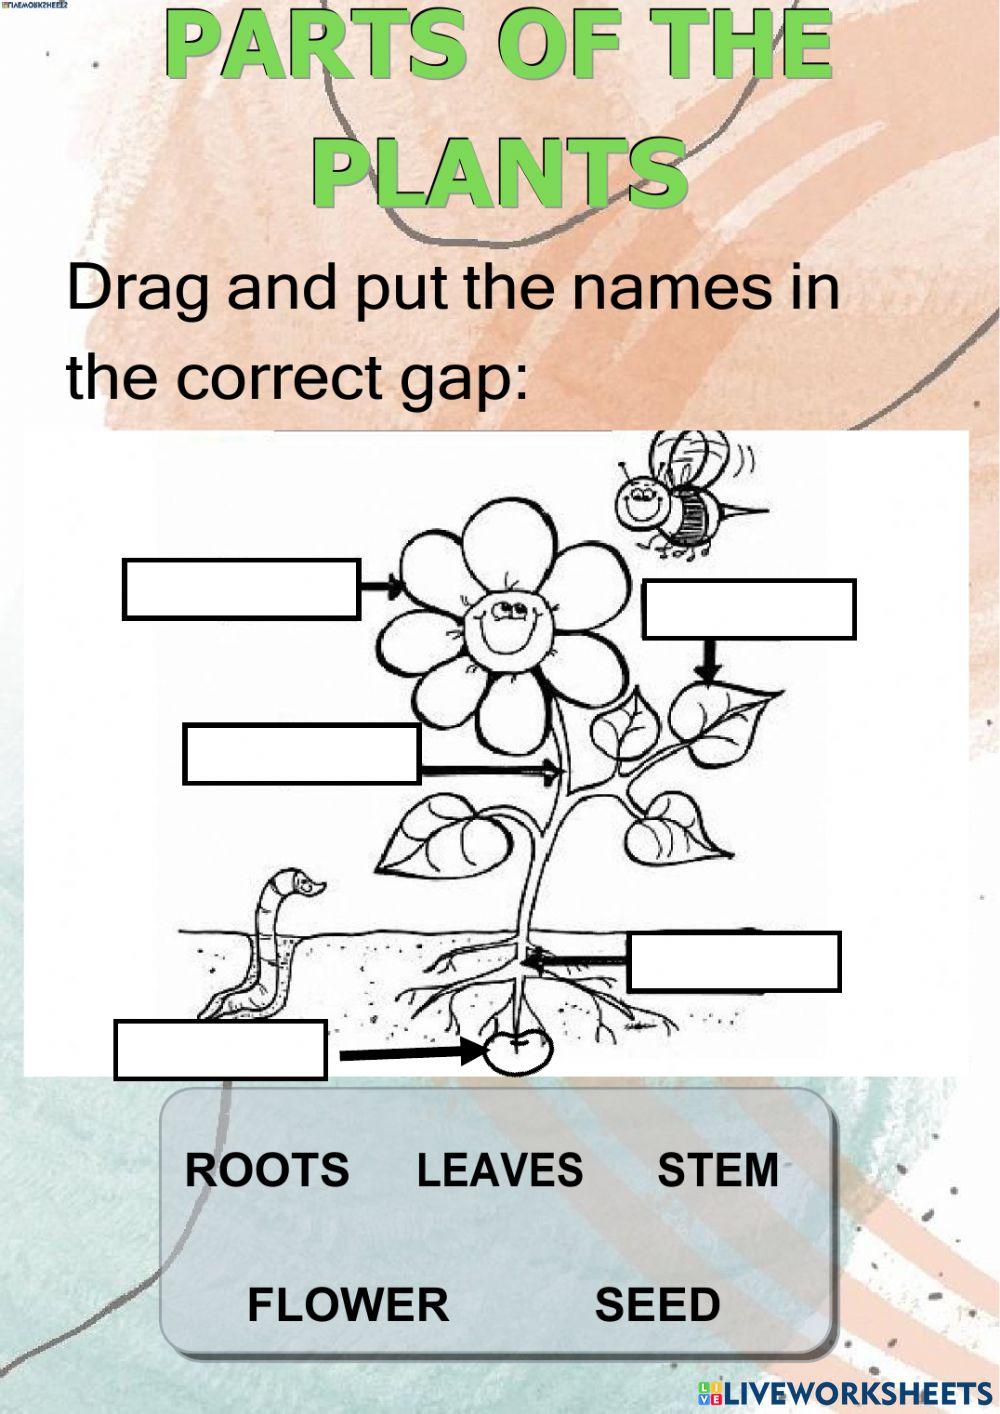 LIVEWORKSHEETS
PARTS OF THE
PLANTS
Drag and put the names in
the correct gap:
ROOTS LEAVES STEM
FLOWER SEED
LIVEWORKSHEETS